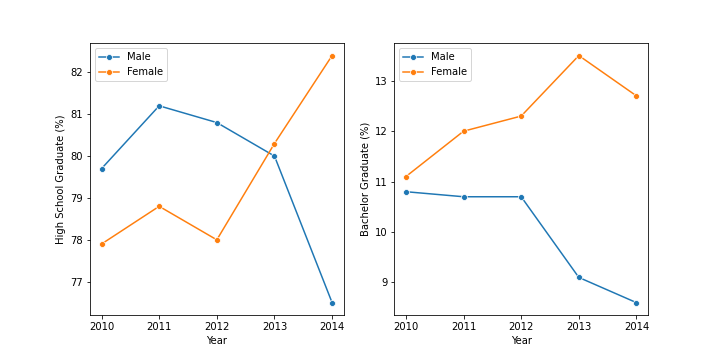 Male
Female
82
81
80
79
78
77
High School Graduate (%)
2010 2011 2012 2013 2014
Year
Male
Female
13
12
11
10
9
Bachelor Graduate (%)
2010 2011 2012 2013 2014
Year